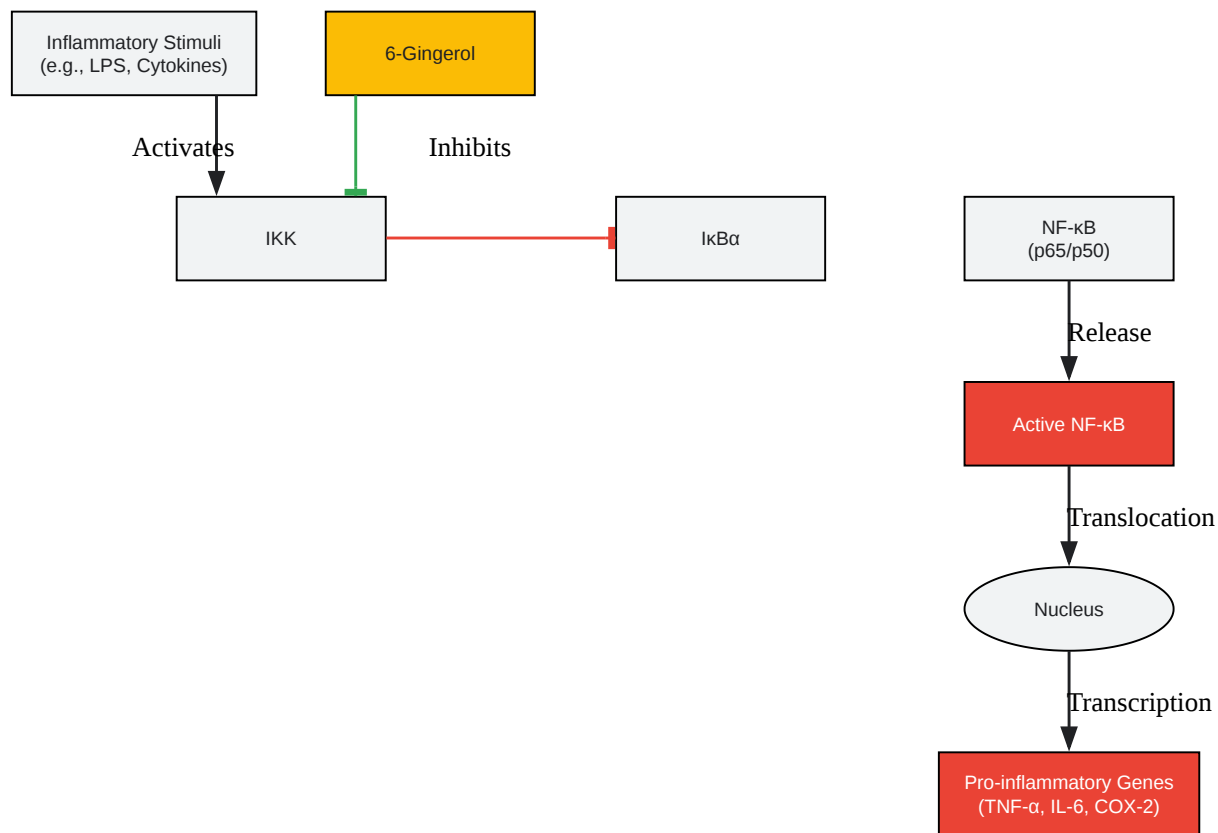 Inflammatory Stimuli
(e.g., LPS, Cytokines)
6-Gingerol
Activates
Inhibits
IKK
IκBα
NF-κB
(p65/p50)
Release
Active NF-κB
Translocation
Nucleus
Transcription
Pro-inflammatory Genes
(TNF-α, IL-6, COX-2)